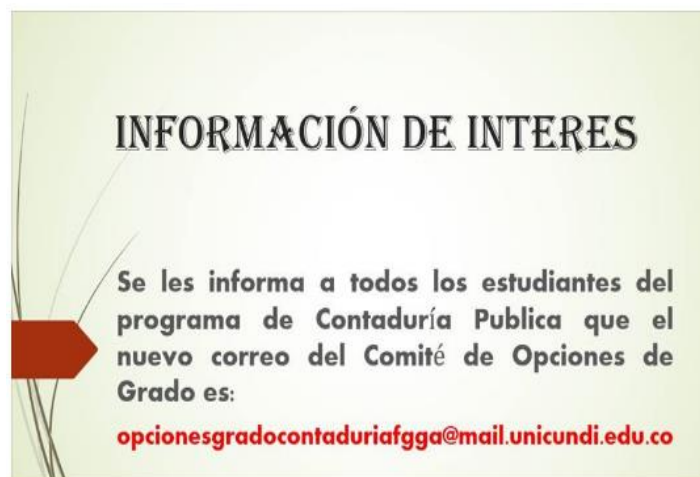 INFORMACIÓN DE INTERES
Se les informa a todos los estudiantes del
programa de Contaduría Publica que el
nuevo correo del Comité de Opciones de
Grado es:
opcionesgradocontaduriafgga@mail.unicundi.edu.co